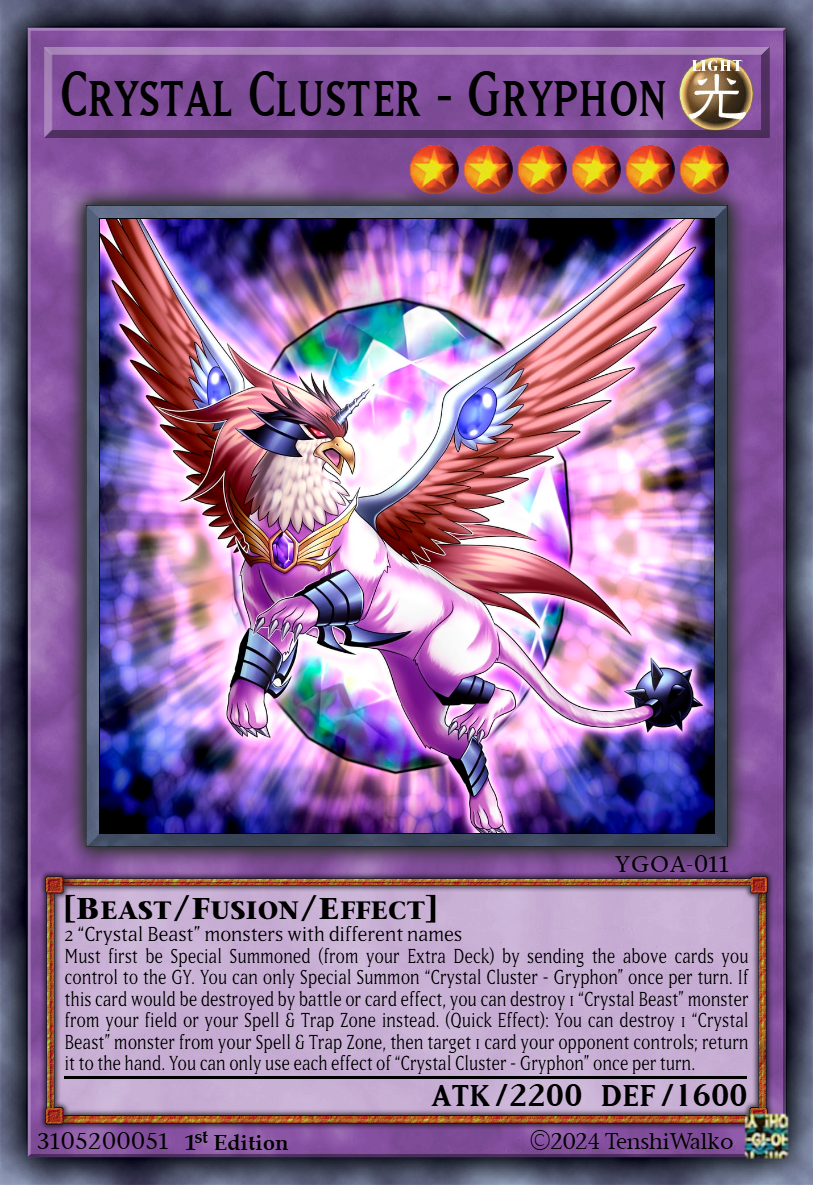 Crystal Cluster - Gryphon
LIGHT
光
YGOA-011
[Beast/Fusion/Effect]
2 “Crystal Beast” monsters with different names
Must first be Special Summoned (from your Extra Deck) by sending the above cards you
control to the GY. You can only Special Summon “Crystal Cluster - Gryphon” once per turn. If
this card would be destroyed by battle or card effect, you can destroy 1 “Crystal Beast” monster
from your field or your Spell & Trap Zone instead. (Quick Effect): You can destroy 1 “Crystal
Beast” monster from your Spell & Trap Zone, then target 1 card your opponent controls; return
it to the hand. You can only use each effect of “Crystal Cluster - Gryphon” once per turn.
ATK/2200 DEF/1600
3105200051 1st Edition ©2024 TenshiWalko